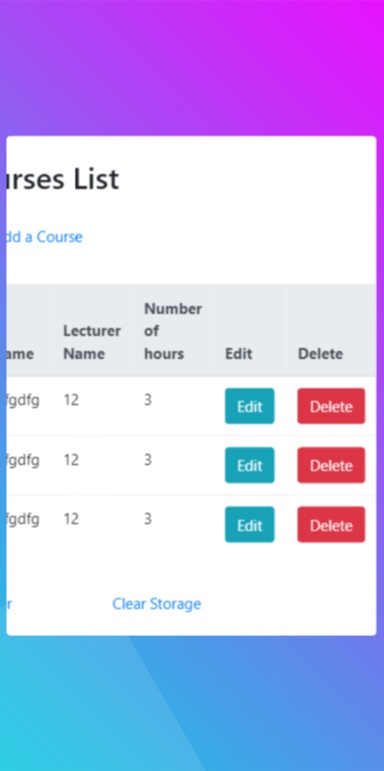 urses List
dd a Course
Number
Lecturer of
ame Name hours Edit Delete
fgdfg 12 3 Edit Delete
fgdfg 12 3 Edit Delete
fgdfg 12 3 Edit Delete
r Clear Storage